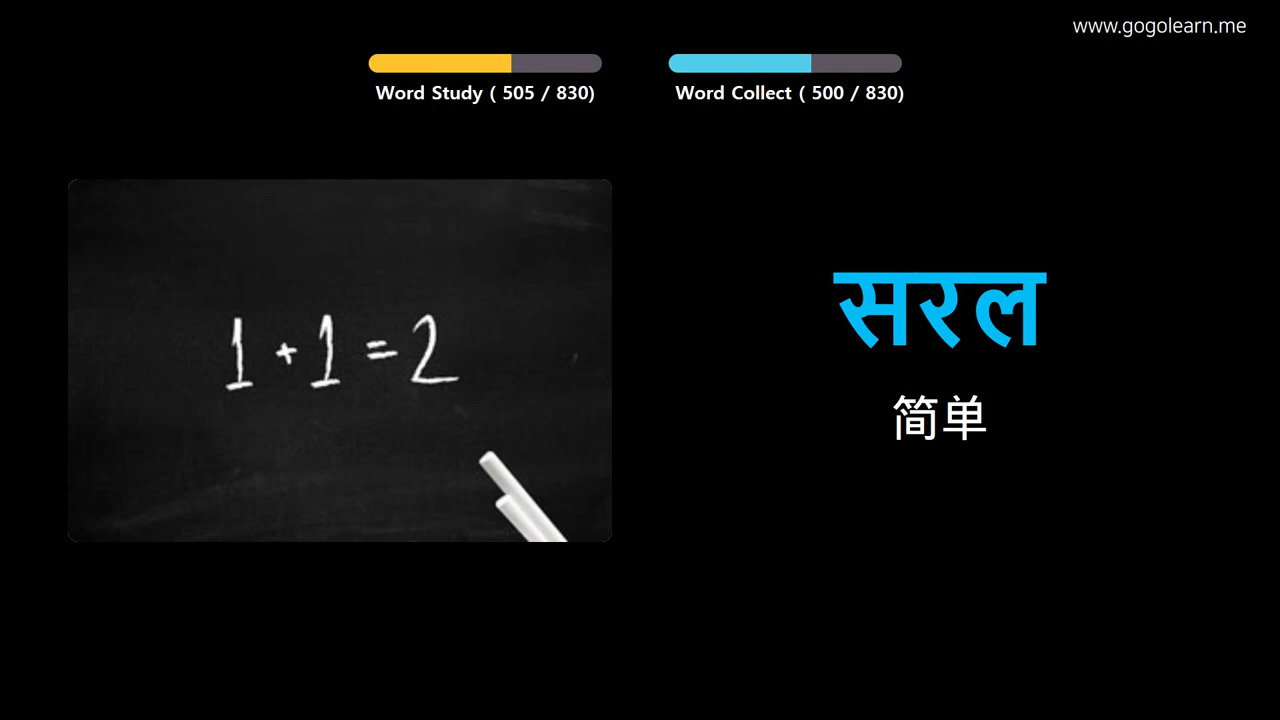 www.gogolearn.me
Word Study ( 505 / 830)
Word Collect ( 500 / 830)
1 + 1 = 2
सरल
简单